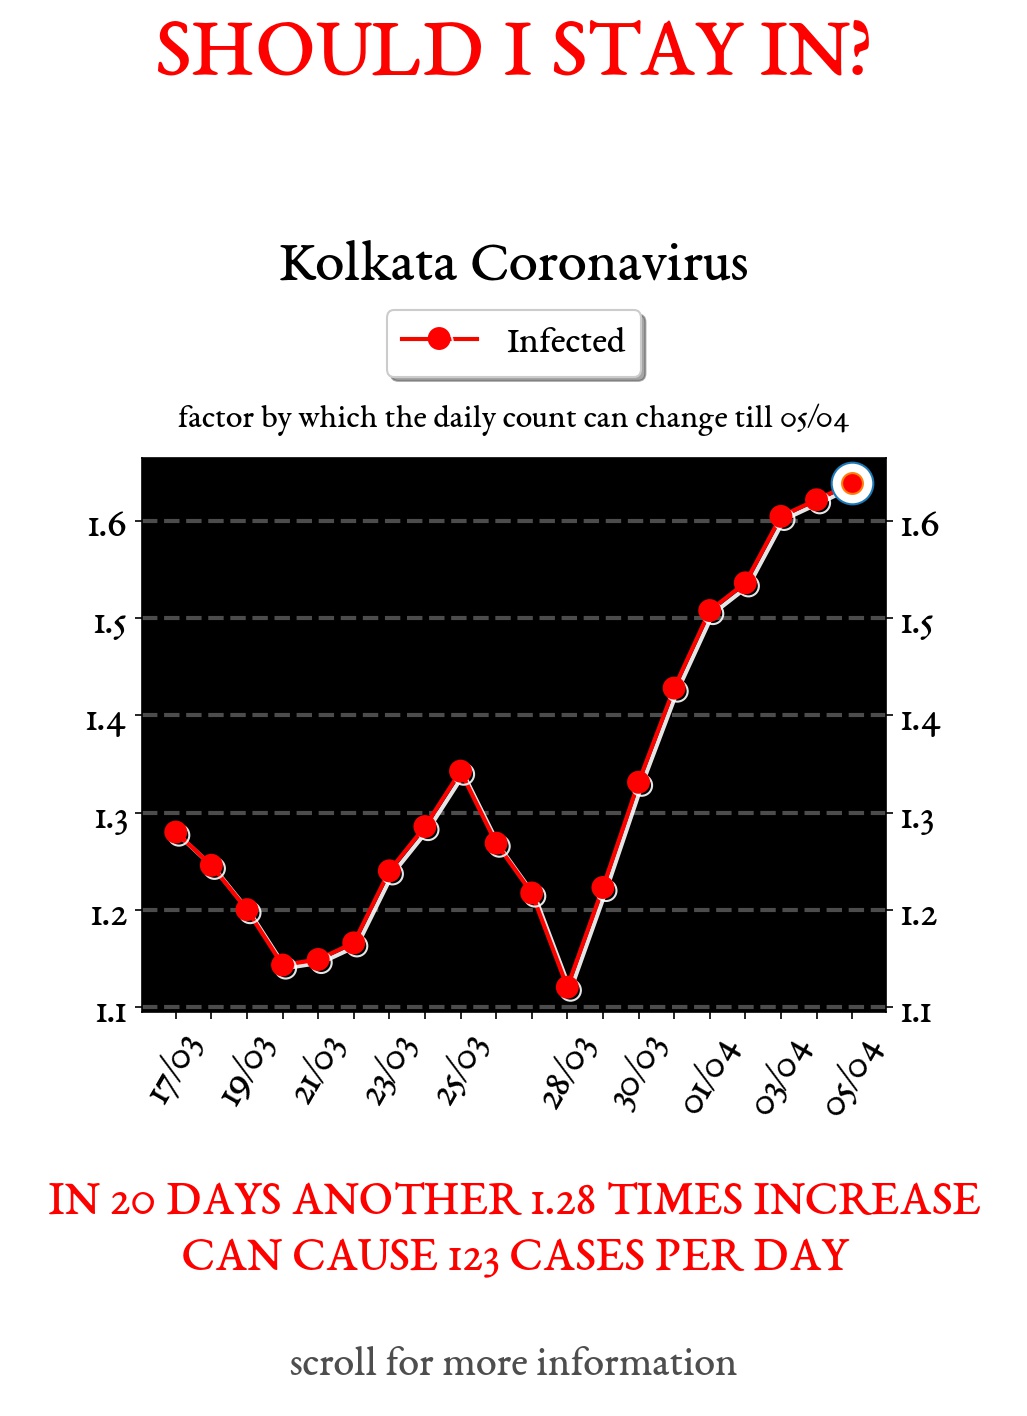 SHOULD I STAY IN?
Kolkata Coronavirus
Infected
factor by which the daily count can change till 05/04
1.6 1.6
1.5 1.5
1.4 1.4
1.3 1.3
1.2 1.2
1.1 1.1
17/03 19/03 21/03 23/03 25/03 28/03 30/03 01/04 03/04 05/04
IN 20 DAYS ANOTHER 1.28 TIMES INCREASE
CAN CAUSE 123 CASES PER DAY
scroll for more information